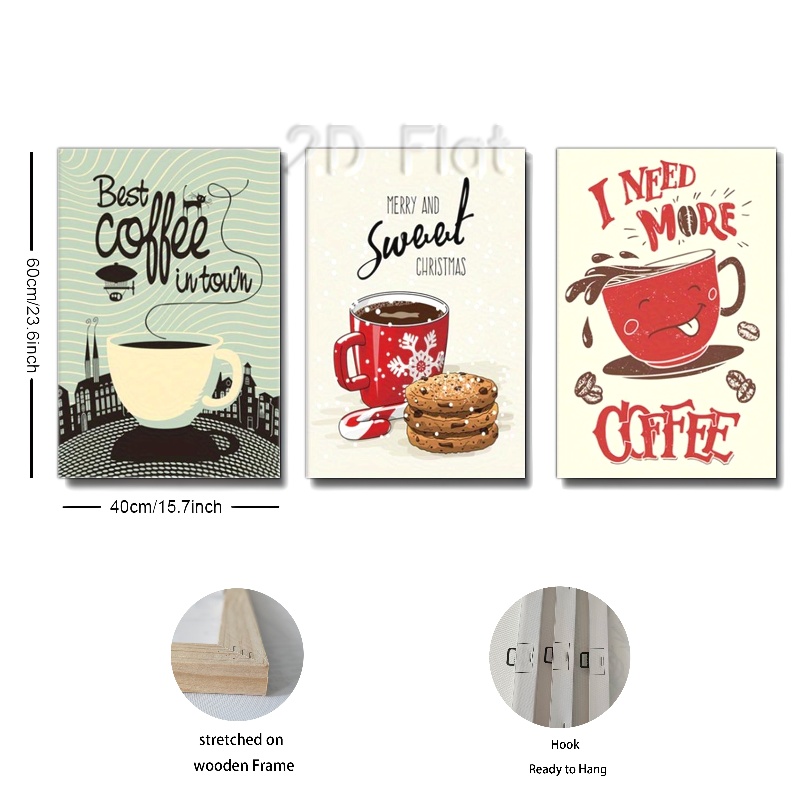 2D Flat
Best
coffee
in town
MERRY AND
Sweet
CHRISTMAS
I NEED
MORE
COFFEE
60cm/23.6inch
40cm/15.7inch
stretched on
wooden Frame
Hook
Ready to Hang